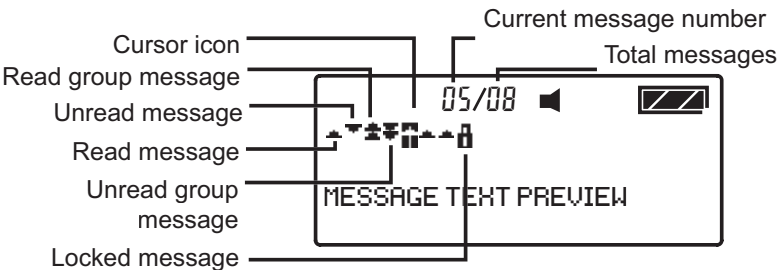 Current message number
Total messages
Cursor icon
Read group message
Unread message
Read message
Unread group
message
Locked message
05/08
MESSAGE TEXT PREVIEW